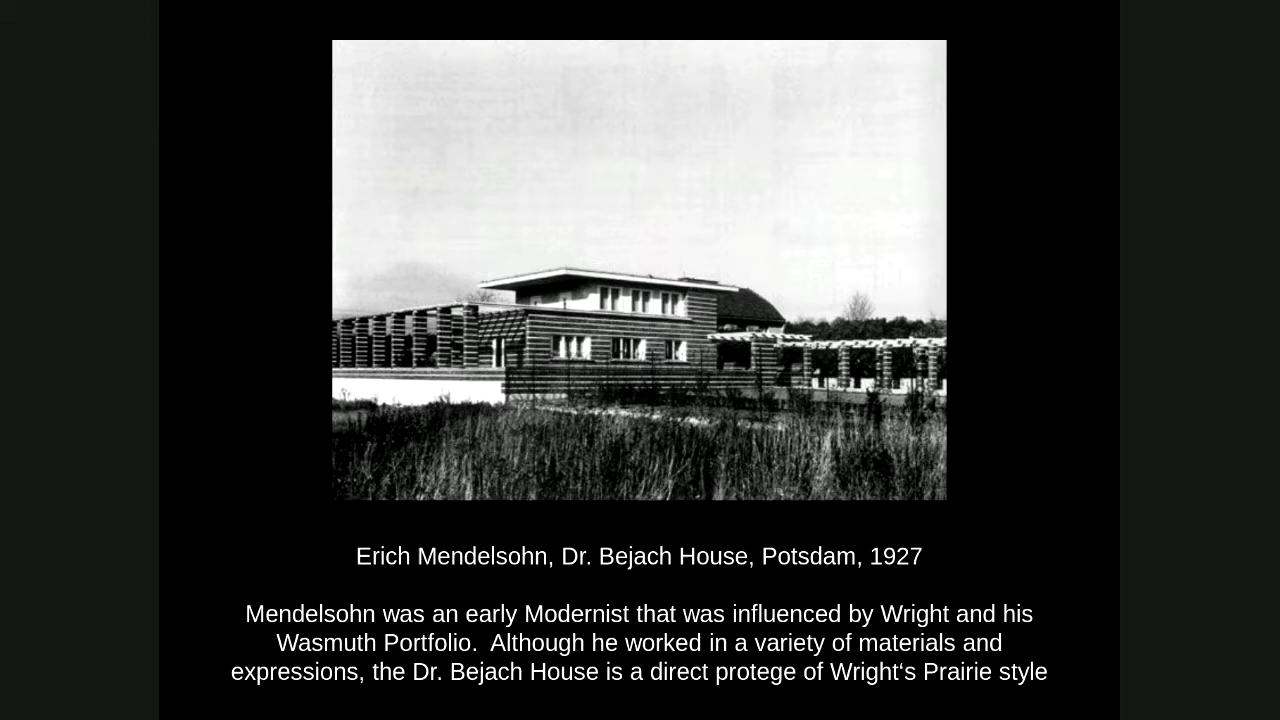 Erich Mendelsohn, Dr. Bejach House, Potsdam, 1927
Mendelsohn was an early Modernist that was influenced by Wright and his
Wasmuth Portfolio.  Although he worked in a variety of materials and
expressions, the Dr. Bejach House is a direct protege of Wright‘s Prairie style